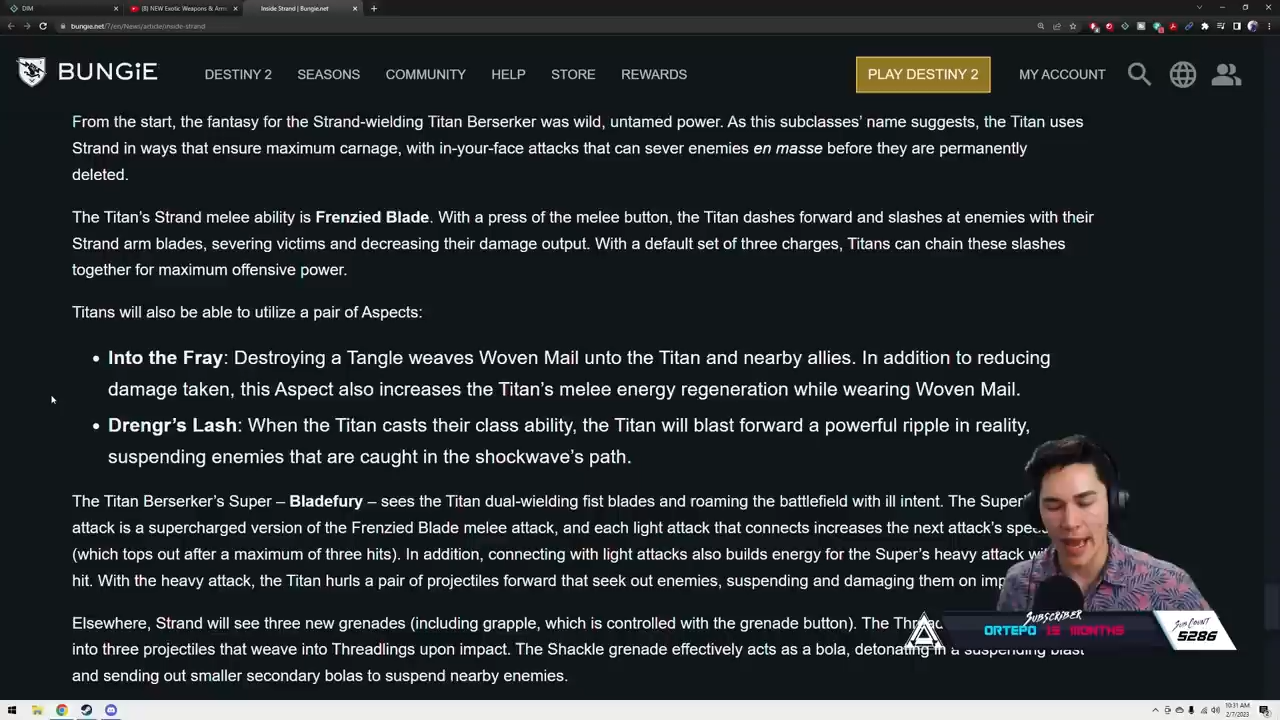 DIM
(8) NEW Exotic Weapons & Arm
Inside Strand | Bungie.net
bungie.net/7/en/News/article/inside-strand
BUNGiE
DESTINY 2
SEASONS
COMMUNITY
HELP
STORE
REWARDS
PLAY DESTINY 2
MY ACCOUNT
From the start, the fantasy for the Strand-wielding Titan Berserker was wild, untamed power. As this subclasses’ name suggests, the Titan uses
Strand in ways that ensure maximum carnage, with in-your-face attacks that can sever enemies en masse before they are permanently
deleted.
The Titan’s Strand melee ability is Frenzied Blade. With a press of the melee button, the Titan dashes forward and slashes at enemies with their
Strand arm blades, severing victims and decreasing their damage output. With a default set of three charges, Titans can chain these slashes
together for maximum offensive power.
Titans will also be able to utilize a pair of Aspects:
• Into the Fray: Destroying a Tangle weaves Woven Mail unto the Titan and nearby allies. In addition to reducing
damage taken, this Aspect also increases the Titan’s melee energy regeneration while wearing Woven Mail.
• Drengr’s Lash: When the Titan casts their class ability, the Titan will blast forward a powerful ripple in reality,
suspending enemies that are caught in the shockwave’s path.
The Titan Berserker’s Super – Bladefury – sees the Titan dual-wielding fist blades and roaming the battlefield with ill intent. The Super’
attack is a supercharged version of the Frenzied Blade melee attack, and each light attack that connects increases the next attack’s spee
(which tops out after a maximum of three hits). In addition, connecting with light attacks also builds energy for the Super’s heavy attack wi
hit. With the heavy attack, the Titan hurls a pair of projectiles forward that seek out enemies, suspending and damaging them on imp
Elsewhere, Strand will see three new grenades (including grapple, which is controlled with the grenade button). The Thre
into three projectiles that weave into Threadlings upon impact. The Shackle grenade effectively acts as a bola, detonating in a suspending blast
and sending out smaller secondary bolas to suspend nearby enemies.
SUBSCRIBER
ORTEPO 13 MONTHS
SUB COUNT
5286
10:31 AM
2/7/2023